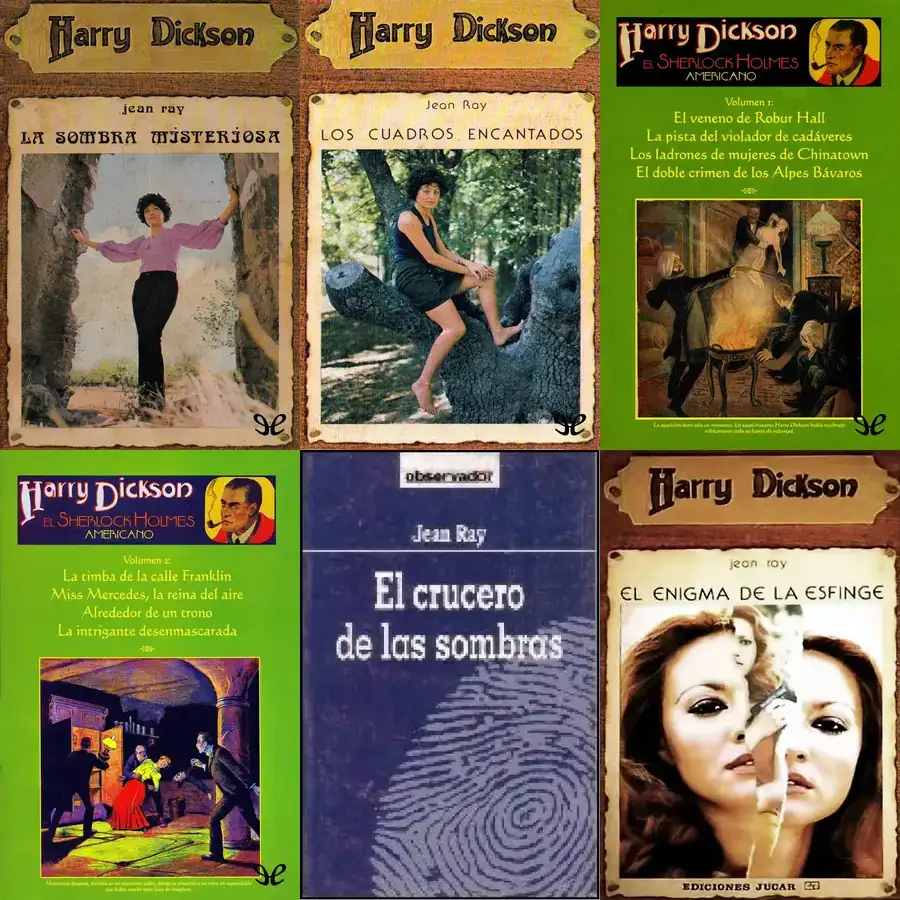 Harry Dickson
jean ray
LA SOMBRA MISTERIOSA
Harry Dickson
Jean Ray
LOS CUADROS ENCANTADOS
Harry Dickson
EL SHERLOCK HOLMES
AMERICANO
Volumen 1:
El veneno de Robur Hall
La pista del violador de cadáveres
Los ladrones de mujeres de Chinatown
El doble crimen de los Alpes Bávaros
Harry Dickson
EL SHERLOCK HOLMES
AMERICANO
Volumen 2:
La timba de la calle Franklin
Miss Mercedes, la reina del aire
Alrededor de un trono
La intrigante desenmascarada
observador
Jean Ray
El crucero
de las sombras
Harry Dickson
jean ray
EL ENIGMA DE LA ESFINGE
EDICIONES JUCAR